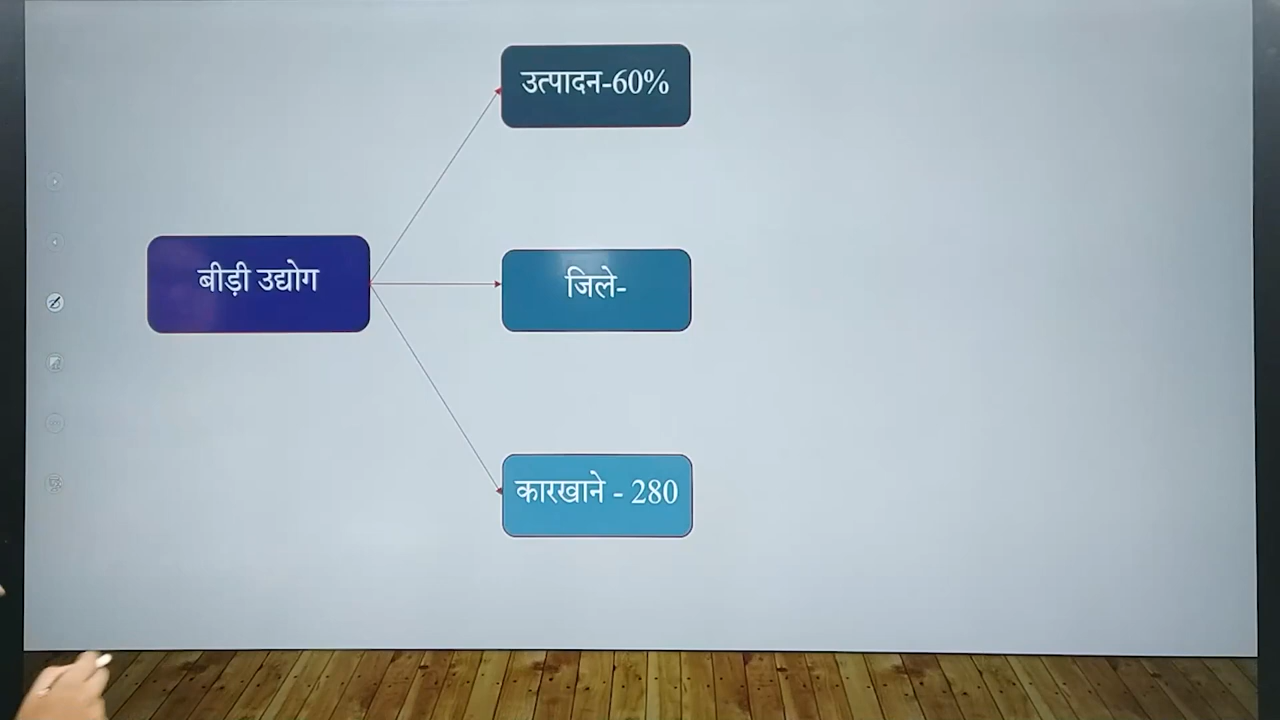 उत्पादन-60%
बीड़ी उद्योग
जिले-
कारखाने - 280